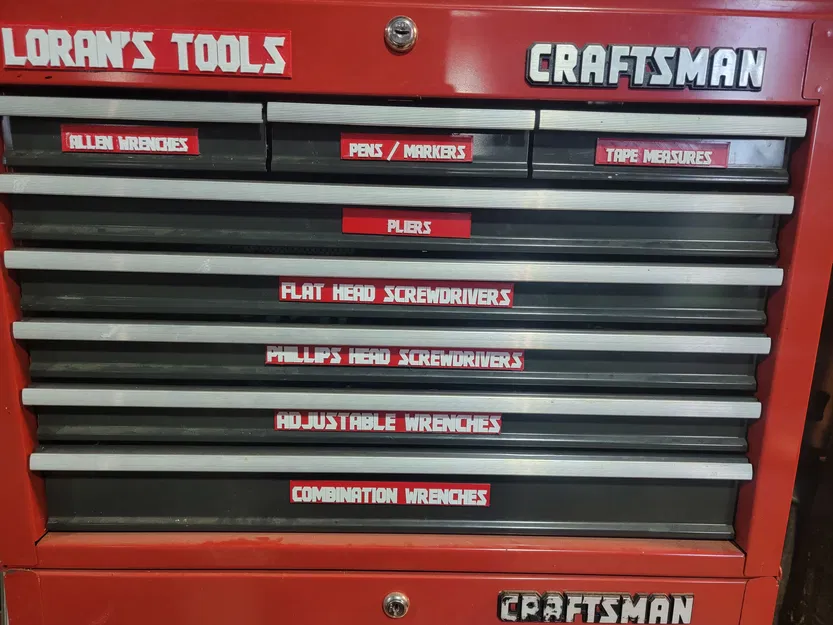 LORAN'S TOOLS
CRAFTSMAN
ALLEN WRENCHES
PENS / MARKERS
TAPE MEASURES
PLIERS
FLAT HEAD SCREWDRIVERS
PHILLIPS HEAD SCREWDRIVERS
ADJUSTABLE WRENCHES
COMBINATION WRENCHES
CRAFTSMAN